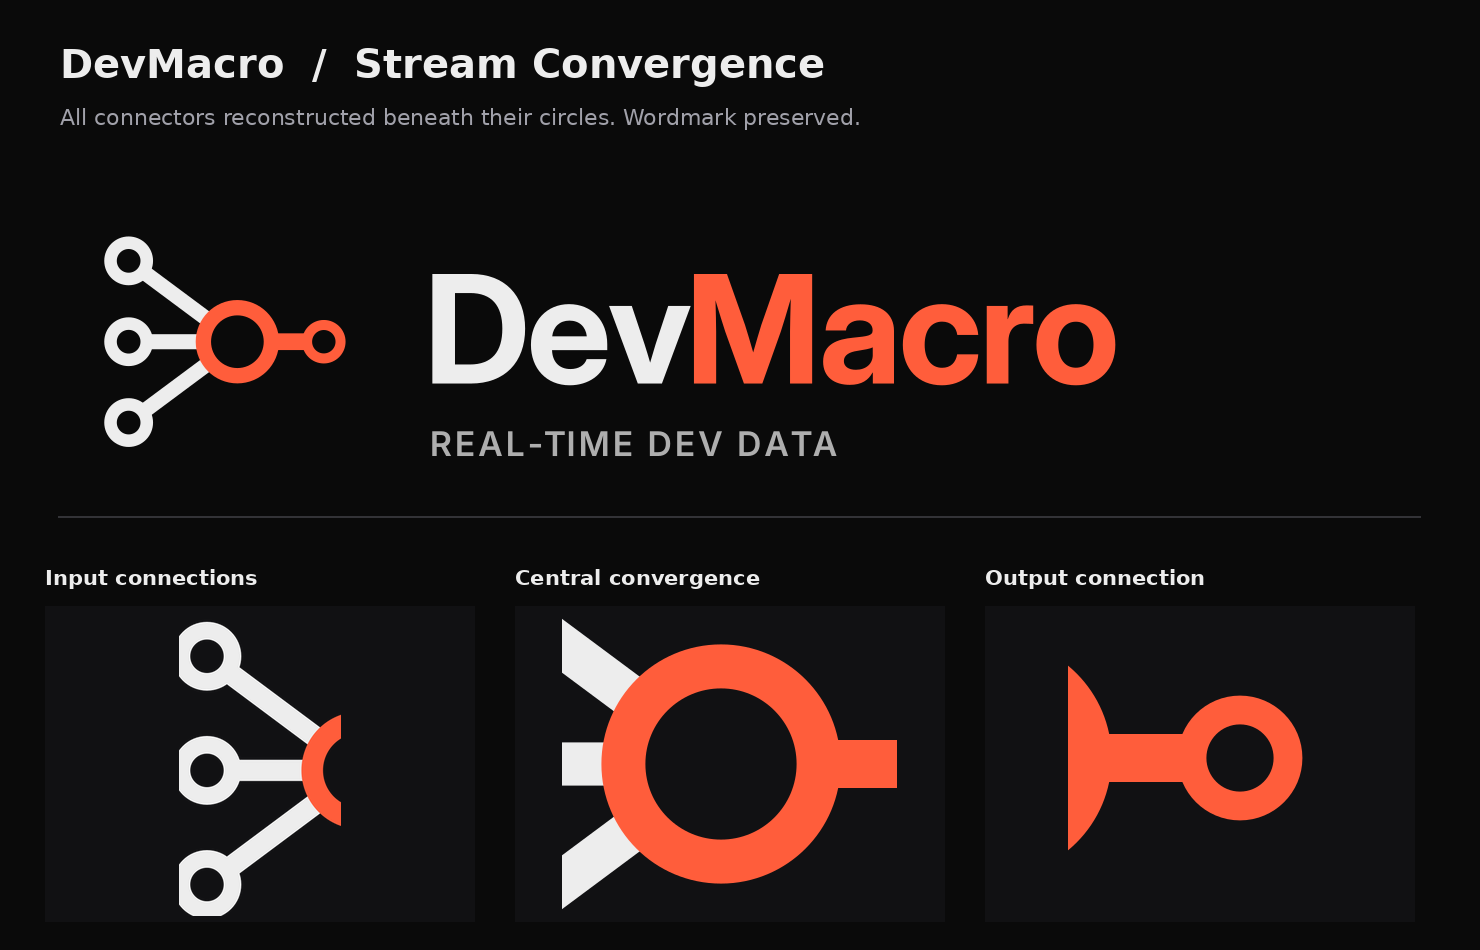 DevMacro / Stream Convergence
All connectors reconstructed beneath their circles. Wordmark preserved.
DevMacro
REAL-TIME DEV DATA
Input connections
Central convergence
Output connection